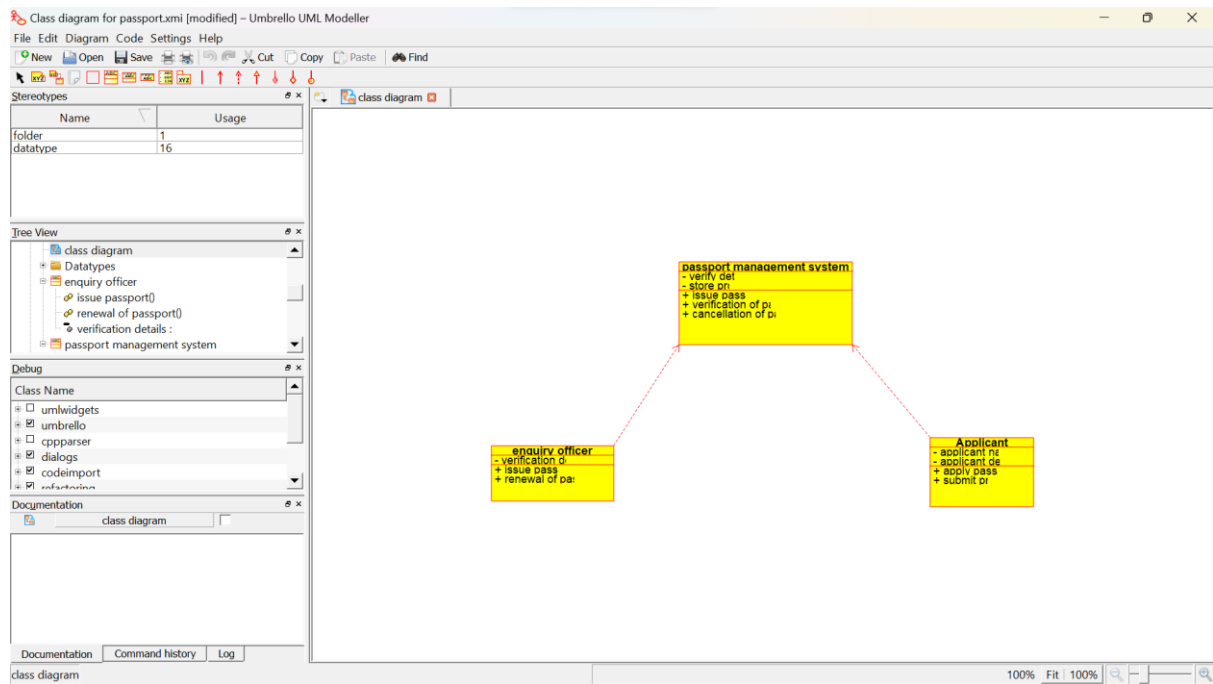 Class diagram for passport.xmi [modified] – Umbrello UML Modeller
File Edit Diagram Code Settings Help
New Open Save Cut Copy Paste Find
Stereotypes
class diagram
Name Usage
folder 1
datatype 16
Tree View
class diagram
Datatypes
enquiry officer
issue passport()
renewal of passport()
verification details :
passport management system
passport management system
- verify det
- store pr
+ issue pass
+ verification of pa
+ cancellation of pa
Debug
Class Name
umlwidgets
umbrello
cppparser
dialogs
codeimport
refactoring
enquiry officer
- verification d
+ issue pass
+ renewal of pas
Applicant
- applicant na
- applicant de
+ apply pass
+ submit pr
Documentation
class diagram
Documentation Command history Log
class diagram
100% Fit 100%